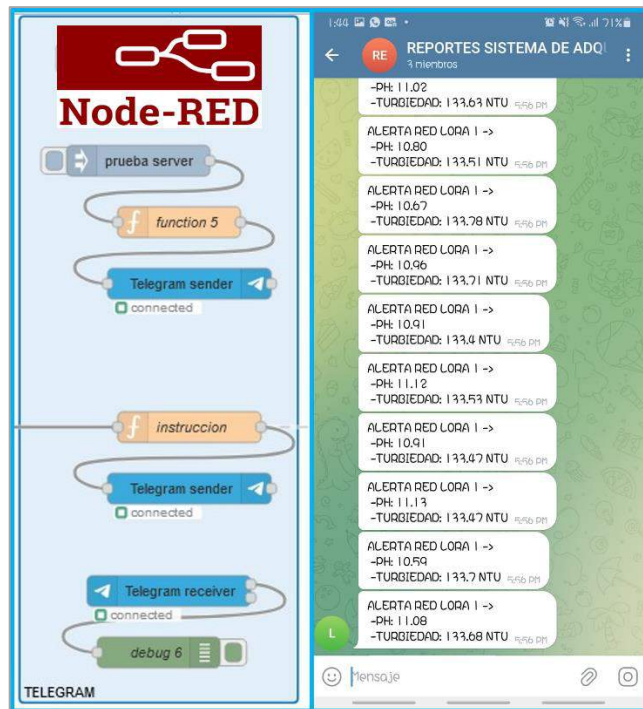 Node-RED
prueba server
f function 5
Telegram sender
connected
f instruccion
Telegram sender
connected
Telegram receiver
connected
debug 6
TELEGRAM
1:44 71%
RE REPORTES SISTEMA DE ADQ
3 miembros
-PH: 11.02
-TURBIEDAD: 133.63 NTU 5:56 PM
ALERTA RED LORA 1 ->
-PH: 10.80
-TURBIEDAD: 133.51 NTU 5:56 PM
ALERTA RED LORA 1 ->
-PH: 10.67
-TURBIEDAD: 133.78 NTU 5:56 PM
ALERTA RED LORA 1 ->
-PH: 10.96
-TURBIEDAD: 133.71 NTU 5:56 PM
ALERTA RED LORA 1 ->
-PH: 10.91
-TURBIEDAD: 133.4 NTU 5:56 PM
ALERTA RED LORA 1 ->
-PH: 11.12
-TURBIEDAD: 133.53 NTU 5:56 PM
ALERTA RED LORA 1 ->
-PH: 10.91
-TURBIEDAD: 133.47 NTU 5:56 PM
ALERTA RED LORA 1 ->
-PH: 11.13
-TURBIEDAD: 133.47 NTU 5:56 PM
ALERTA RED LORA 1 ->
-PH: 10.59
-TURBIEDAD: 133.7 NTU 5:56 PM
ALERTA RED LORA 1 ->
-PH: 11.08
-TURBIEDAD: 133.68 NTU 5:56 PM
L
Mensaje